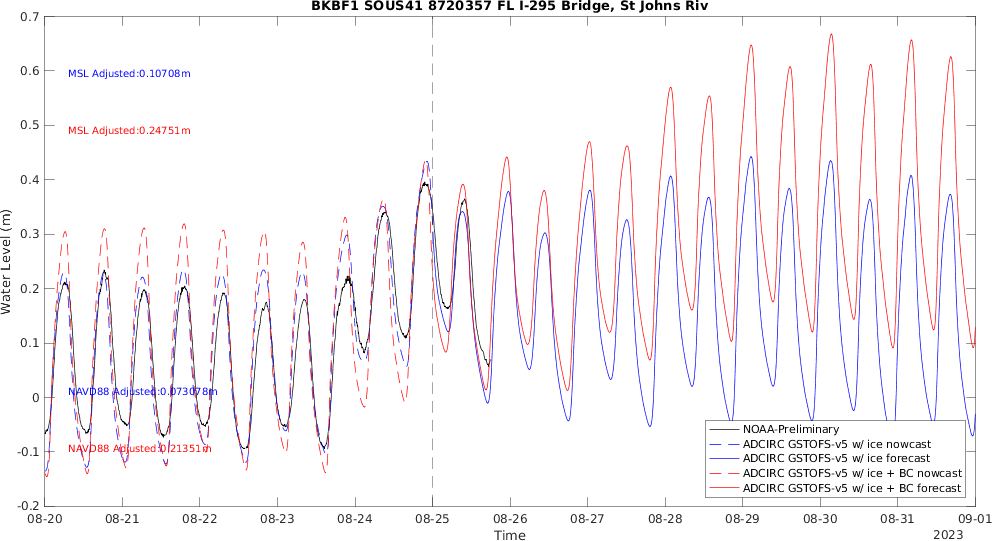 BKBF1 SOUS41 8720357 FL I-295 Bridge, St Johns Riv
0.7
0.6
0.5
0.4
0.3
0.2
0.1
0
-0.1
-0.2
Water Level (m)
MSL Adjusted:0.10708m
MSL Adjusted:0.24751m
NAVD88 Adjusted:0.073078m
NAVD88 Adjusted:0.21351m
NOAA-Preliminary
ADCIRC GSTOFS-v5 w/ ice nowcast
ADCIRC GSTOFS-v5 w/ ice forecast
ADCIRC GSTOFS-v5 w/ ice + BC nowcast
ADCIRC GSTOFS-v5 w/ ice + BC forecast
08-20 08-21 08-22 08-23 08-24 08-25 08-26 08-27 08-28 08-29 08-30 08-31 09-01
Time
2023